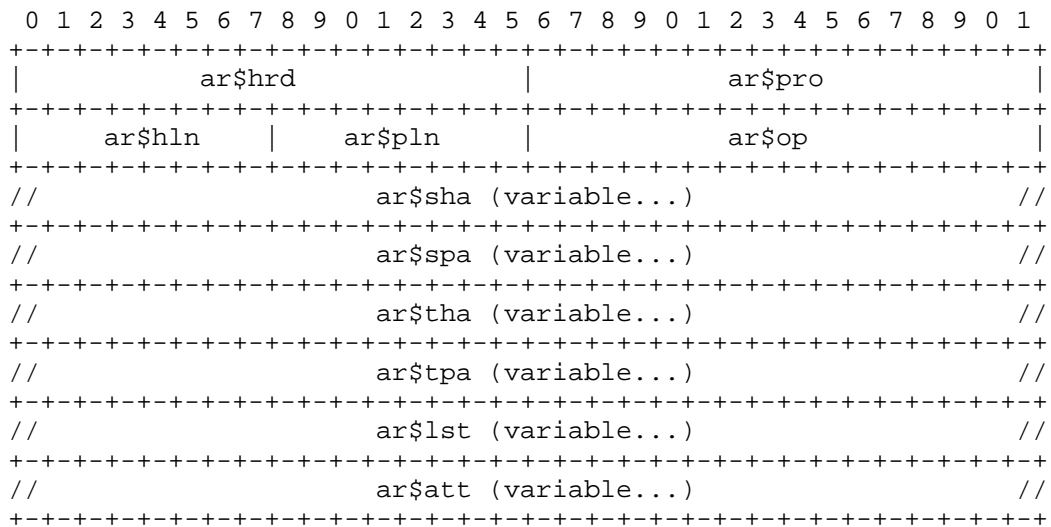 0 1 2 3 4 5 6 7 8 9 0 1 2 3 4 5 6 7 8 9 0 1 2 3 4 5 6 7 8 9 0 1
+-+-+-+-+-+-+-+-+-+-+-+-+-+-+-+-+-+-+-+-+-+-+-+-+-+-+-+-+-+-+-+-+
|           ar$hrd              |            ar$pro             |
+-+-+-+-+-+-+-+-+-+-+-+-+-+-+-+-+-+-+-+-+-+-+-+-+-+-+-+-+-+-+-+-+
|     ar$hln    |    ar$pln     |            ar$op              |
+-+-+-+-+-+-+-+-+-+-+-+-+-+-+-+-+-+-+-+-+-+-+-+-+-+-+-+-+-+-+-+-+
//                     ar$sha (variable...)                    //
+-+-+-+-+-+-+-+-+-+-+-+-+-+-+-+-+-+-+-+-+-+-+-+-+-+-+-+-+-+-+-+-+
//                     ar$spa (variable...)                    //
+-+-+-+-+-+-+-+-+-+-+-+-+-+-+-+-+-+-+-+-+-+-+-+-+-+-+-+-+-+-+-+-+
//                     ar$tha (variable...)                    //
+-+-+-+-+-+-+-+-+-+-+-+-+-+-+-+-+-+-+-+-+-+-+-+-+-+-+-+-+-+-+-+-+
//                     ar$tpa (variable...)                    //
+-+-+-+-+-+-+-+-+-+-+-+-+-+-+-+-+-+-+-+-+-+-+-+-+-+-+-+-+-+-+-+-+
//                     ar$lst (variable...)                    //
+-+-+-+-+-+-+-+-+-+-+-+-+-+-+-+-+-+-+-+-+-+-+-+-+-+-+-+-+-+-+-+-+
//                     ar$att (variable...)                    //
+-+-+-+-+-+-+-+-+-+-+-+-+-+-+-+-+-+-+-+-+-+-+-+-+-+-+-+-+-+-+-+-+